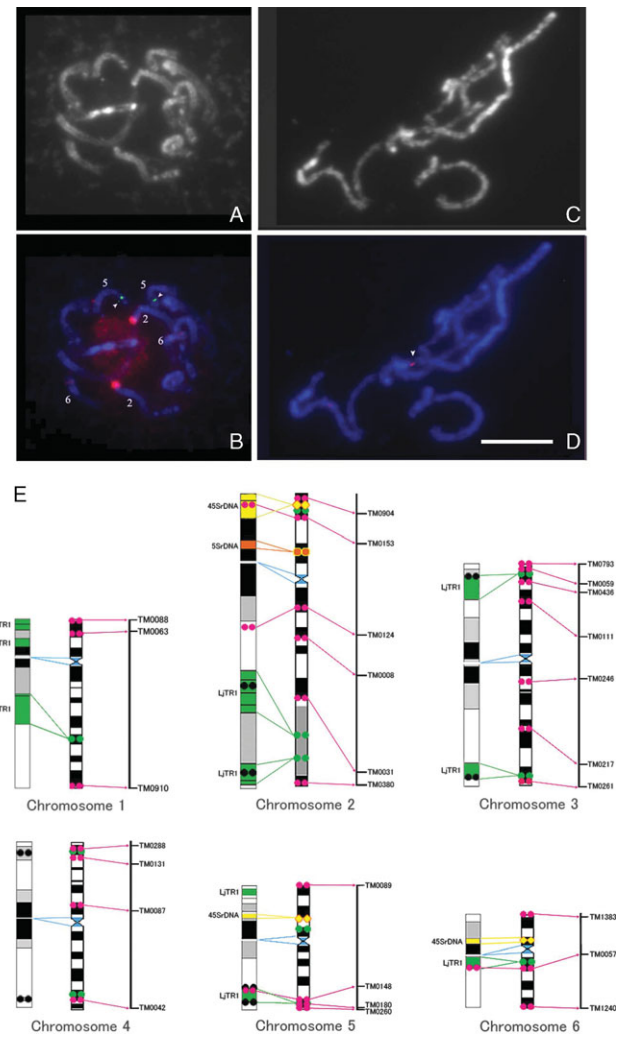 A
C
5
5
2
6
6
2
B
D
E
TR1
TR1
TR1
TM0088
TM0063
TM0910
Chromosome 1
45SrDNA
5SrDNA
LjTR1
LjTR1
TM0904
TM0153
TM0124
TM0008
TM0031
TM0380
Chromosome 2
LjTR1
LjTR1
TM0793
TM0059
TM0436
TM0111
TM0246
TM0217
TM0261
Chromosome 3
TM0288
TM0131
TM0087
TM0042
Chromosome 4
LjTR1
45SrDNA
LjTR1
TM0089
TM0148
TM0180
TM0260
Chromosome 5
45SrDNA
LjTR1
TM1383
TM0057
TM1240
Chromosome 6